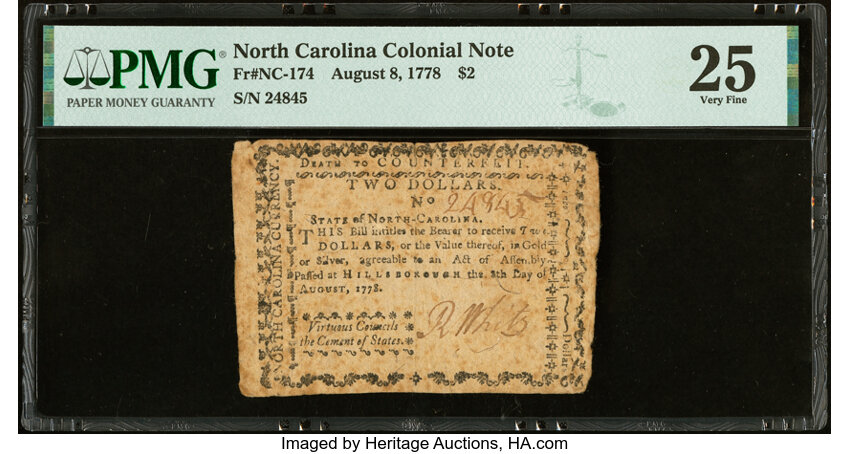 PMG®
PAPER MONEY GUARANTY
North Carolina Colonial Note
Fr#NC-174 August 8, 1778 $2
S/N 24845
25
Very Fine
DEATH TO COUNTERFEIT.
TWO DOLLARS.
No 24845
STATE of NORTH-CAROLINA.
THIS Bill intitles the Bearer to receive Two
DOLLARS, or the Value thereof, in Gold
or Silver, agreeable to an Act of Assembly
Passed at HILLSBOROUGH the 8th Day of
AUGUST, 1778.
Virtuous Councils
the Cement of States.
R White
NORTH CAROLINA CURRENCY.
Dollar
Imaged by Heritage Auctions, HA.com